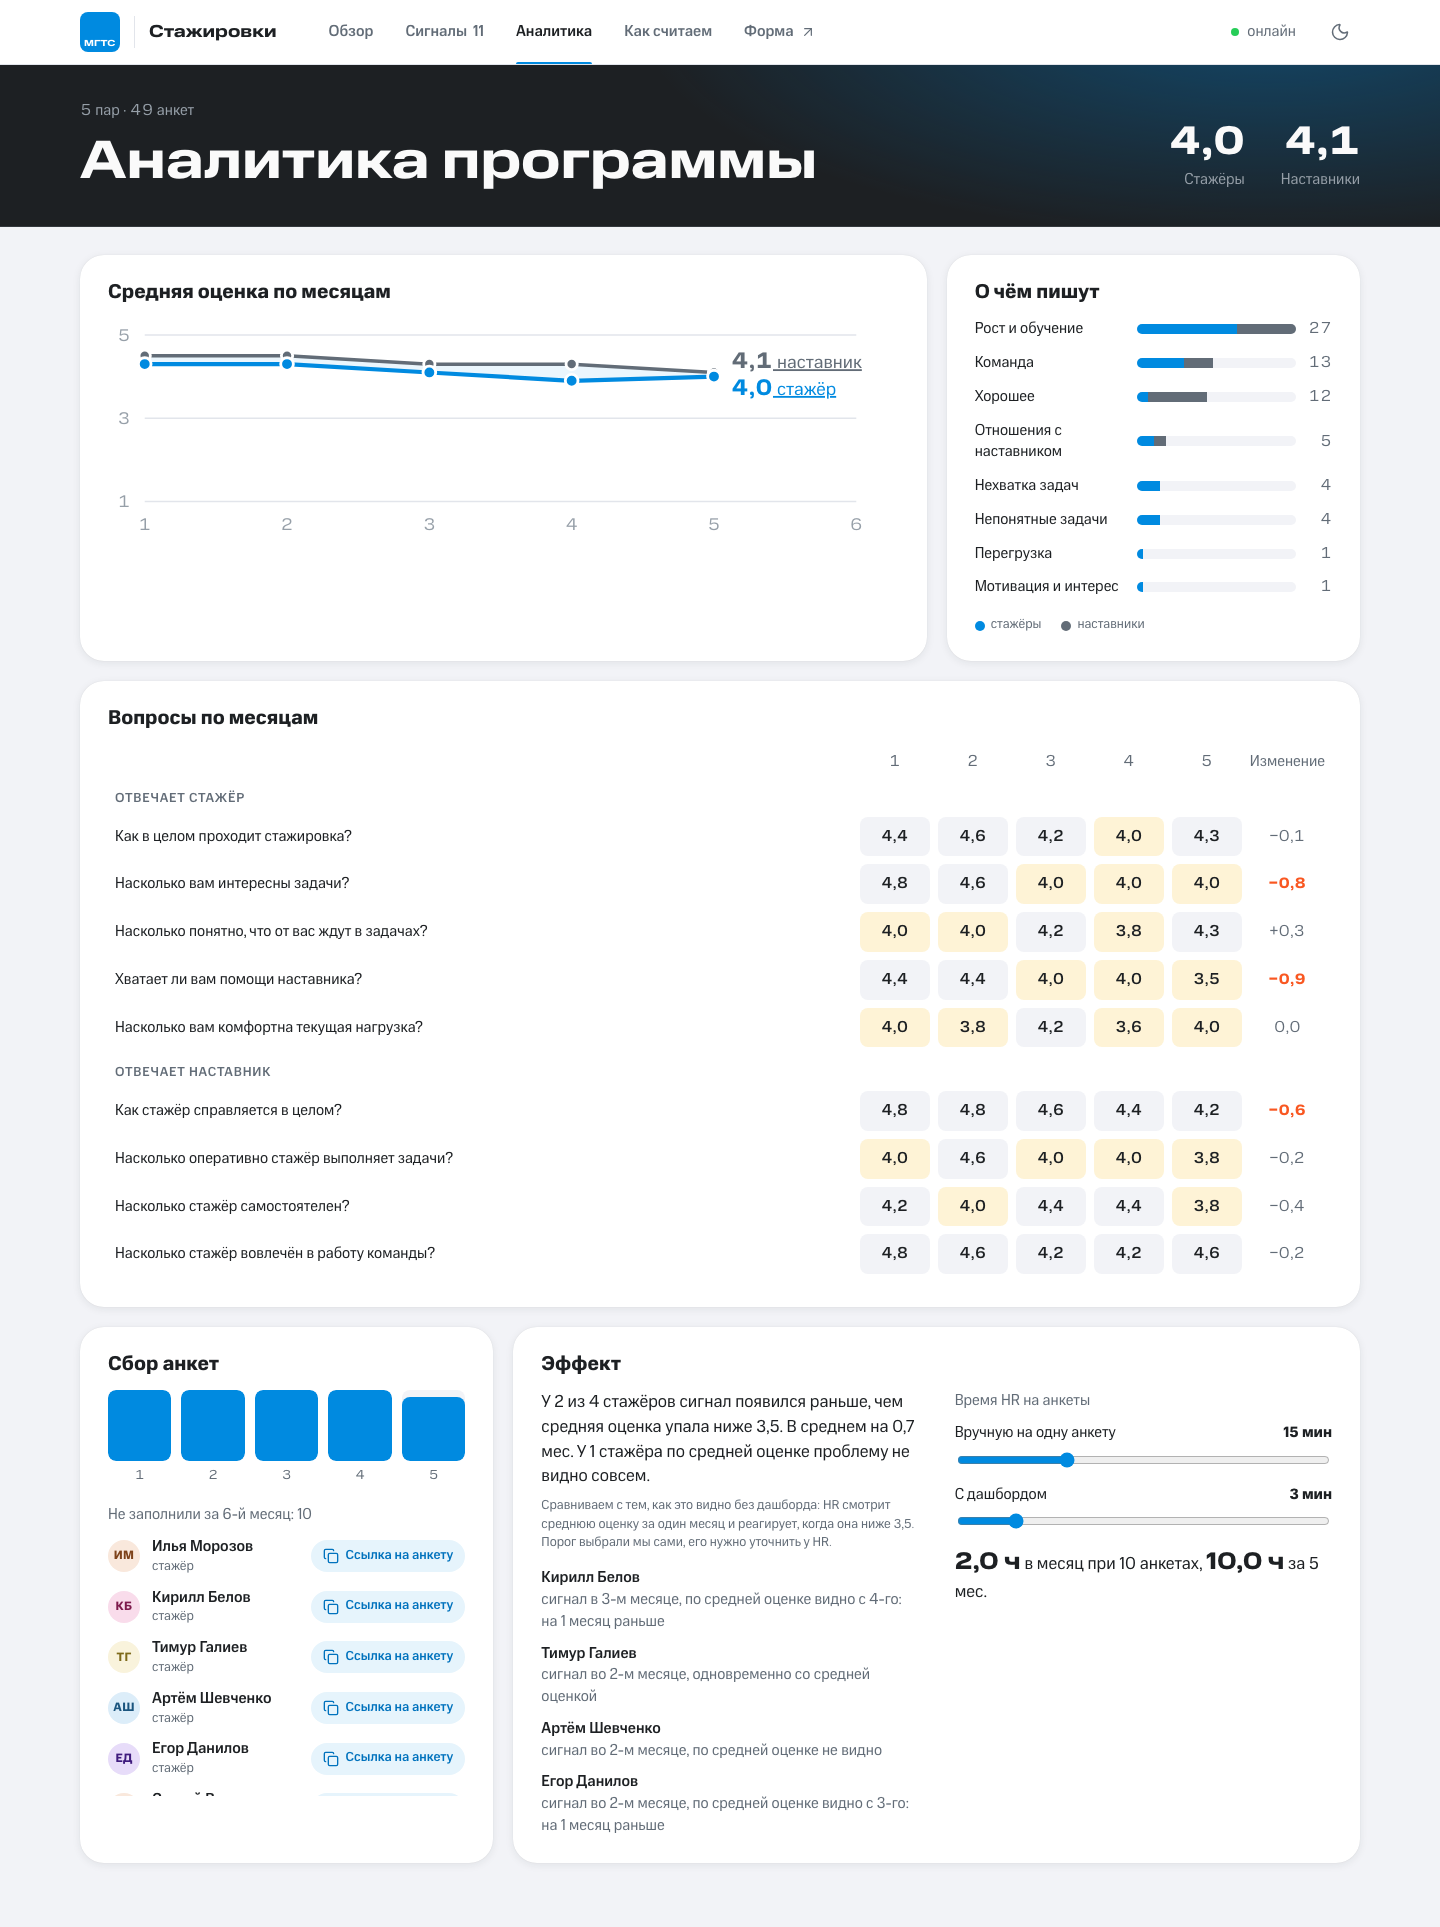 МГТС
Стажировки
Обзор
Сигналы 11
Аналитика
Как считаем
Форма
онлайн
5 пар · 49 анкет
Аналитика программы
4,0
Стажёры
4,1
Наставники
Средняя оценка по месяцам
5
3
1
1 2 3 4 5 6
4,1 наставник
4,0 стажёр
О чём пишут
Рост и обучение 27
Команда 13
Хорошее 12
Отношения с
наставником 5
Нехватка задач 4
Непонятные задачи 4
Перегрузка 1
Мотивация и интерес 1
стажёры наставники
Вопросы по месяцам
1 2 3 4 5 Изменение
ОТВЕЧАЕТ СТАЖЁР
Как в целом проходит стажировка? 4,4 4,6 4,2 4,0 4,3 −0,1
Насколько вам интересны задачи? 4,8 4,6 4,0 4,0 4,0 −0,8
Насколько понятно, что от вас ждут в задачах? 4,0 4,0 4,2 3,8 4,3 +0,3
Хватает ли вам помощи наставника? 4,4 4,4 4,0 4,0 3,5 −0,9
Насколько вам комфортна текущая нагрузка? 4,0 3,8 4,2 3,6 4,0 0,0
ОТВЕЧАЕТ НАСТАВНИК
Как стажёр справляется в целом? 4,8 4,8 4,6 4,4 4,2 −0,6
Насколько оперативно стажёр выполняет задачи? 4,0 4,6 4,0 4,0 3,8 −0,2
Насколько стажёр самостоятелен? 4,2 4,0 4,4 4,4 3,8 −0,4
Насколько стажёр вовлечён в работу команды? 4,8 4,6 4,2 4,2 4,6 −0,2
Сбор анкет
1 2 3 4 5
Не заполнили за 6-й месяц: 10
ИМ Илья Морозов
стажёр
Ссылка на анкету
КБ Кирилл Белов
стажёр
Ссылка на анкету
ТГ Тимур Галиев
стажёр
Ссылка на анкету
АШ Артём Шевченко
стажёр
Ссылка на анкету
ЕД Егор Данилов
стажёр
Ссылка на анкету
Эффект
У 2 из 4 стажёров сигнал появился раньше, чем
средняя оценка упала ниже 3,5. В среднем на 0,7
мес. У 1 стажёра по средней оценке проблему не
видно совсем.
Сравниваем с тем, как это видно без дашборда: HR смотрит
среднюю оценку за один месяц и реагирует, когда она ниже 3,5.
Порог выбрали мы сами, его нужно уточнить у HR.
Кирилл Белов
сигнал в 3-м месяце, по средней оценке видно с 4-го:
на 1 месяц раньше
Тимур Галиев
сигнал во 2-м месяце, одновременно со средней
оценкой
Артём Шевченко
сигнал во 2-м месяце, по средней оценке не видно
Егор Данилов
сигнал во 2-м месяце, по средней оценке видно с 3-го:
на 1 месяц раньше
Время HR на анкеты
Вручную на одну анкету 15 мин
С дашбордом 3 мин
2,0 ч в месяц при 10 анкетах, 10,0 ч за 5
мес.